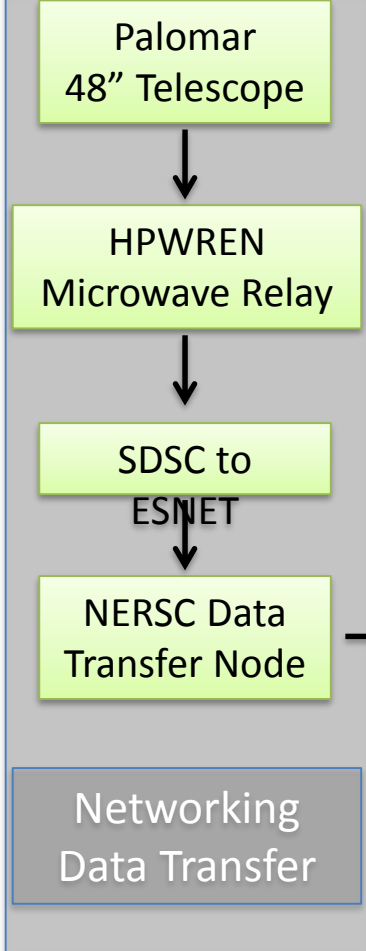 Palomar
48” Telescope
HPWREN
Microwave Relay
SDSC to
ESNET
NERSC Data
Transfer Node
Networking
Data Transfer